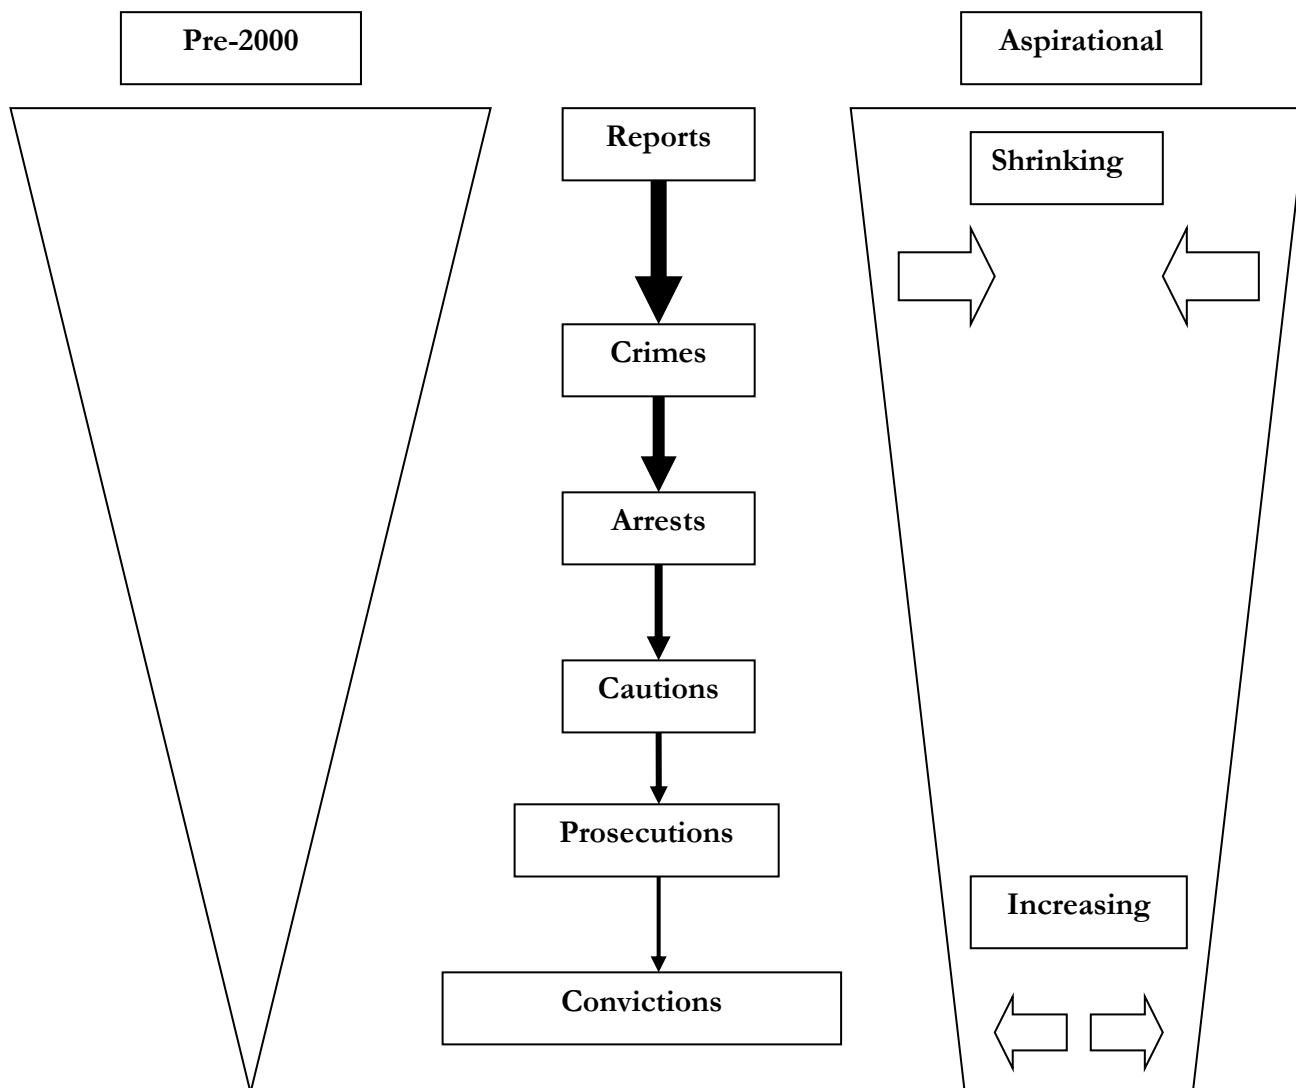 Pre-2000
Aspirational
Reports
Shrinking
Crimes
Arrests
Cautions
Prosecutions
Increasing
Convictions